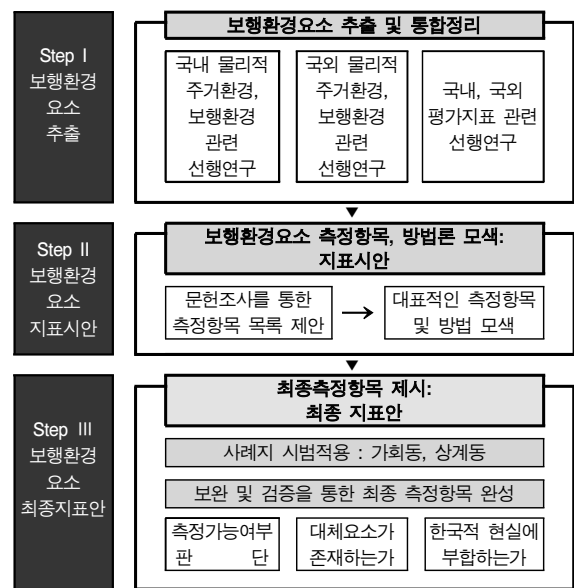 Step Ⅰ
보행환경
요소
추출
보행환경요소 추출 및 통합정리
국내 물리적
주거환경,
보행환경
관련
선행연구
국외 물리적
주거환경,
보행환경
관련
선행연구
국내, 국외
평가지표 관련
선행연구
▼
Step Ⅱ
보행환경
요소
지표시안
보행환경요소 측정항목, 방법론 모색:
지표시안
문헌조사를 통한
측정항목 목록 제안
→
대표적인 측정항목
및 방법 모색
▼
Step Ⅲ
보행환경
요소
최종지표안
최종측정항목 제시:
최종 지표안
사례지 시범적용 : 가회동, 상계동
보완 및 검증을 통한 최종 측정항목 완성
측정가능여부
판 단
대체요소가
존재하는가
한국적 현실에
부합하는가